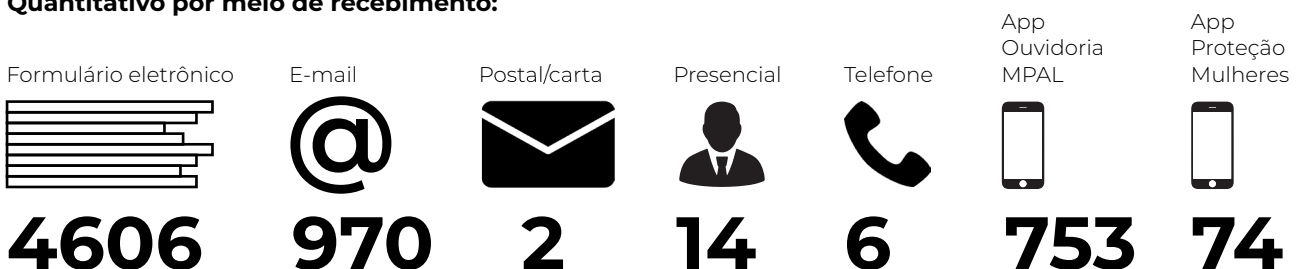 Quantitativo por meio de recebimento:
Formulário eletrônico
4606
E-mail
@
970
Postal/carta
2
Presencial
14
Telefone
6
App
Ouvidoria
MPAL
753
App
Proteção
Mulheres
74